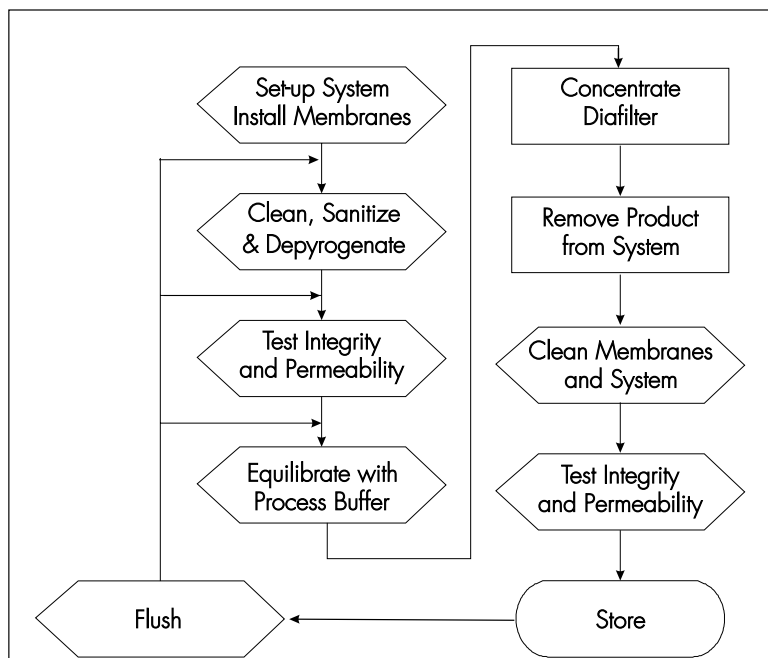 Set-up System
Install Membranes
Clean, Sanitize
& Depyrogenate
Test Integrity
and Permeability
Equilibrate with
Process Buffer
Flush
Concentrate
Diafilter
Remove Product
from System
Clean Membranes
and System
Test Integrity
and Permeability
Store